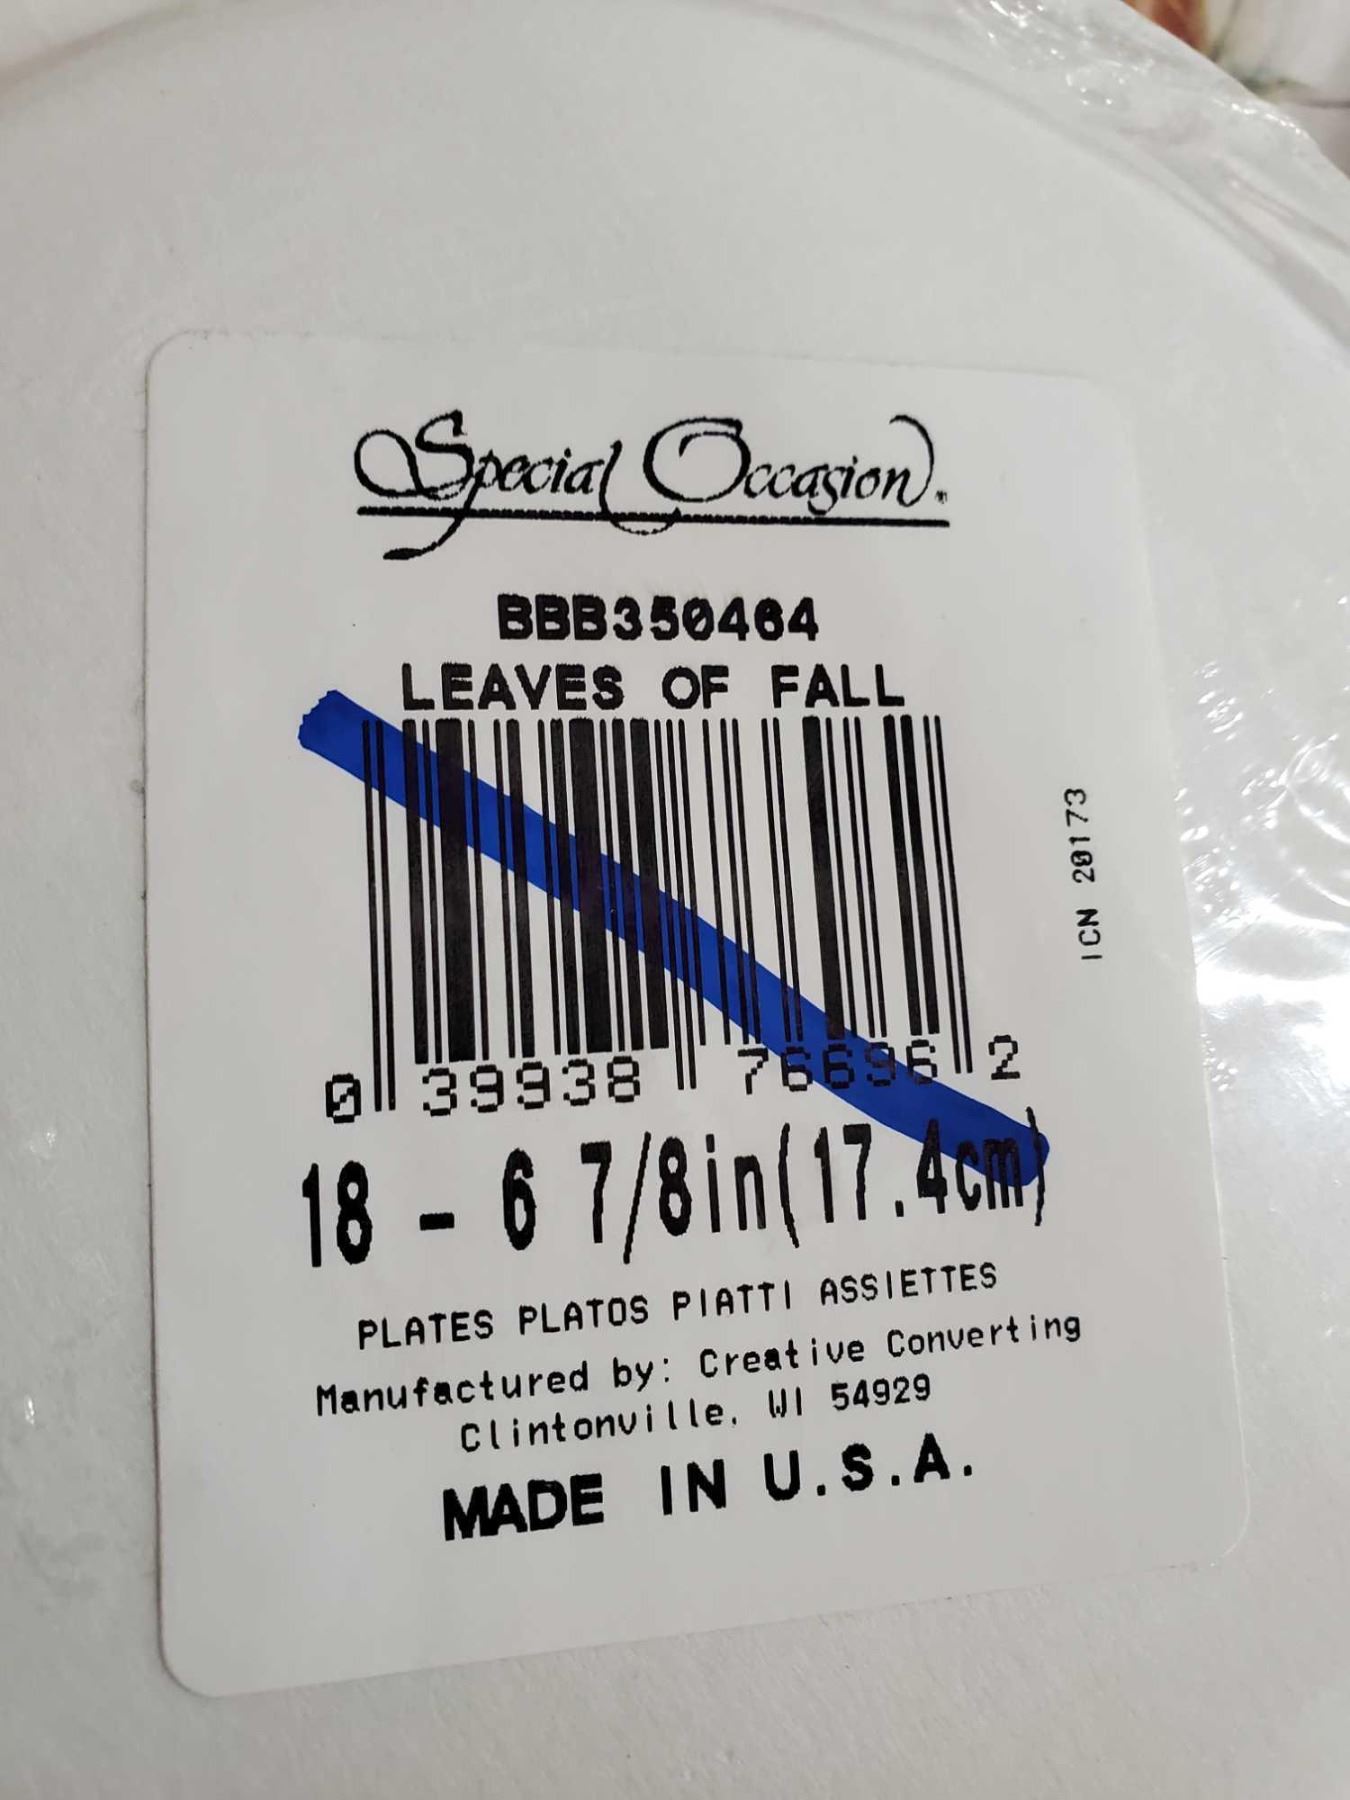 Special Occasion®
BBB350464
LEAVES OF FALL
ICN 20173
0 39938 76696 2
18 - 6 7/8in(17.4cm)
PLATES PLATOS PIATTI ASSIETTES
Manufactured by: Creative Converting
Clintonville, WI 54929
MADE IN U.S.A.